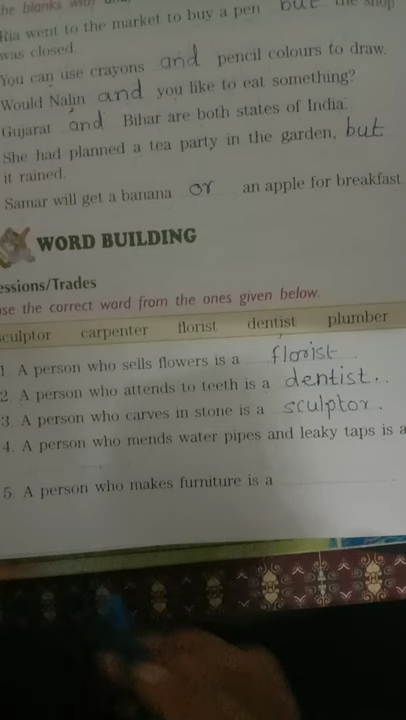 he blanks with and,
Ria went to the market to buy a pen but the shop
was closed.
You can use crayons and pencil colours to draw.
Would Nalin and you like to eat something?
Gujarat and Bihar are both states of India.
She had planned a tea party in the garden, but
it rained.
Samar will get a banana or an apple for breakfast
WORD BUILDING
essions/Trades
ose the correct word from the ones given below.
sculptor carpenter florist dentist plumber
1. A person who sells flowers is a florist.
2. A person who attends to teeth is a dentist..
3. A person who carves in stone is a sculptor.
4. A person who mends water pipes and leaky taps is a
5. A person who makes furniture is a